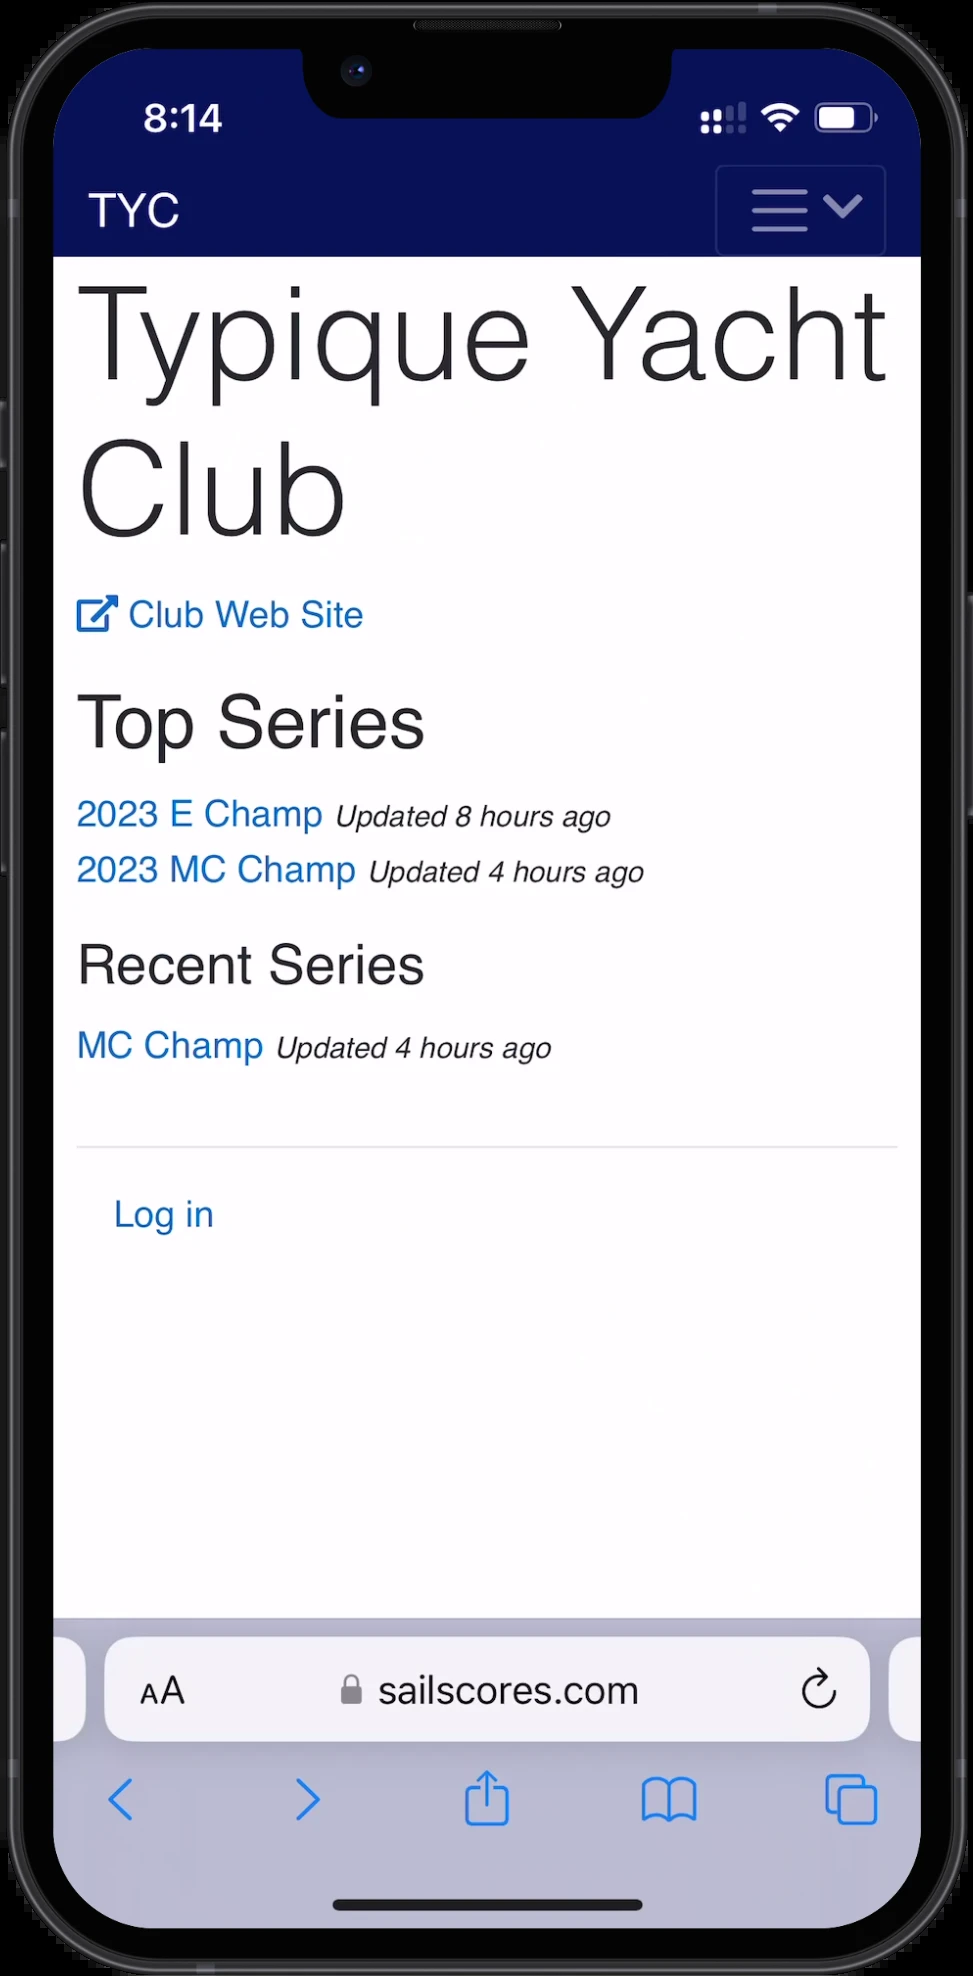 8:14
TYC
Typique Yacht
Club
Club Web Site
Top Series
2023 E Champ Updated 8 hours ago
2023 MC Champ Updated 4 hours ago
Recent Series
MC Champ Updated 4 hours ago
Log in
AA sailscores.com